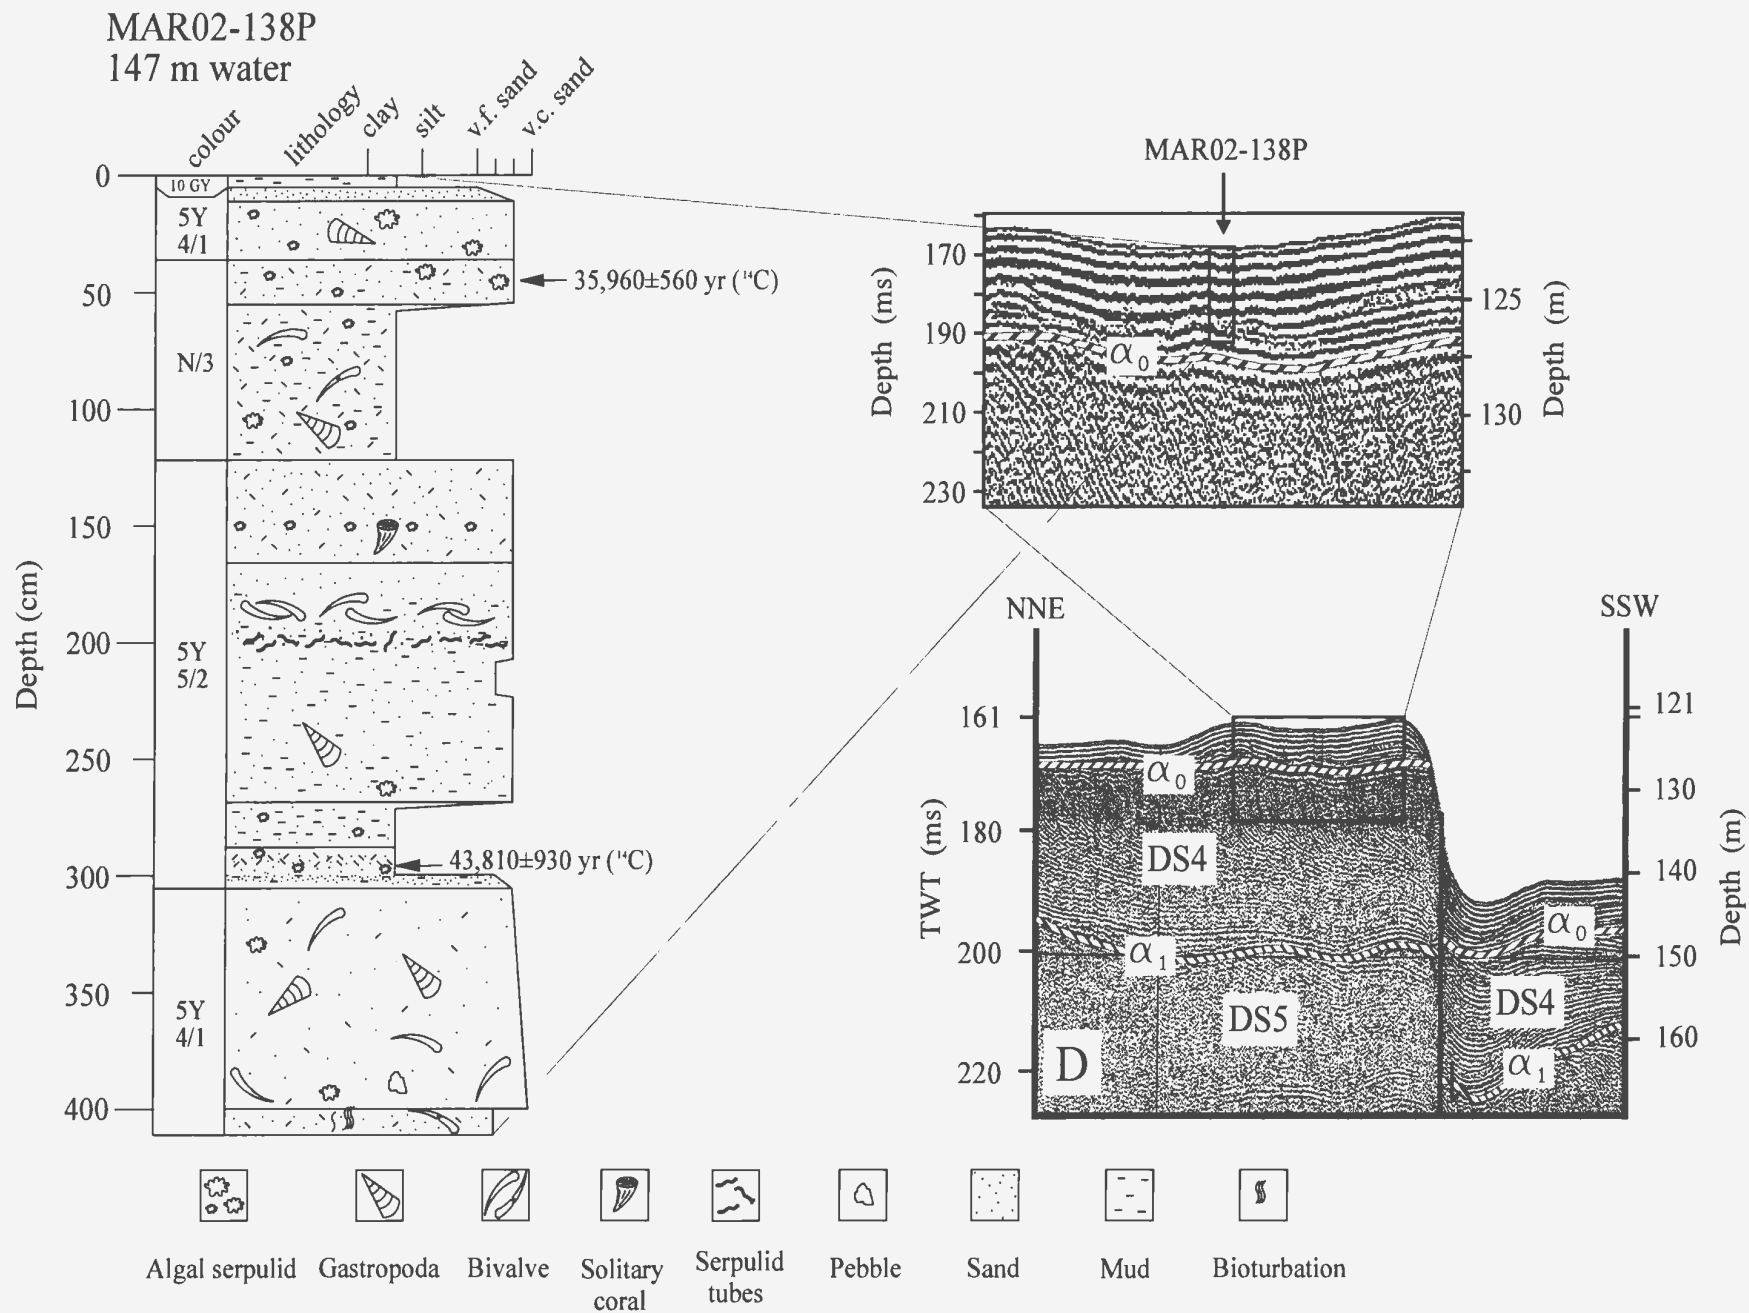 MAR02-138P
147 m water
colour
lithology
clay
silt
v.f. sand
v.c. sand
0
50
100
150
200
250
300
350
400
Depth (cm)
10 GY
5Y
4/1
N/3
5Y
5/2
5Y
4/1
35,960±560 yr (¹⁴C)
43,810±930 yr (¹⁴C)
MAR02-138P
170
190
210
230
Depth (ms)
125
130
Depth (m)
α₀
NNE
SSW
161
180
200
220
TWT (ms)
121
130
140
150
160
Depth (m)
α₀
DS4
α₁
DS5
D
α₀
DS4
α₁
Algal serpulid
Gastropoda
Bivalve
Solitary
coral
Serpulid
tubes
Pebble
Sand
Mud
Bioturbation